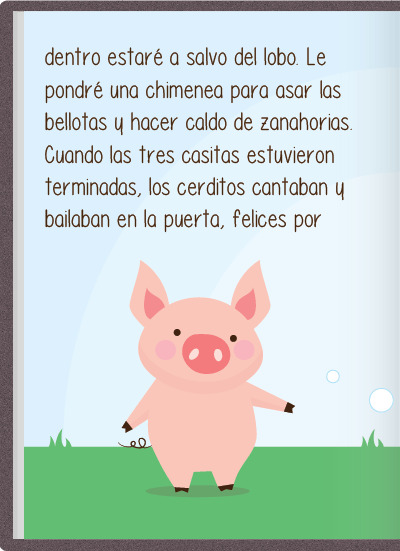 dentro estaré a salvo del lobo. Le
pondré una chimenea para asar las
bellotas y hacer caldo de zanahorias.
Cuando las tres casitas estuvieron
terminadas, los cerditos cantaban y
bailaban en la puerta, felices por